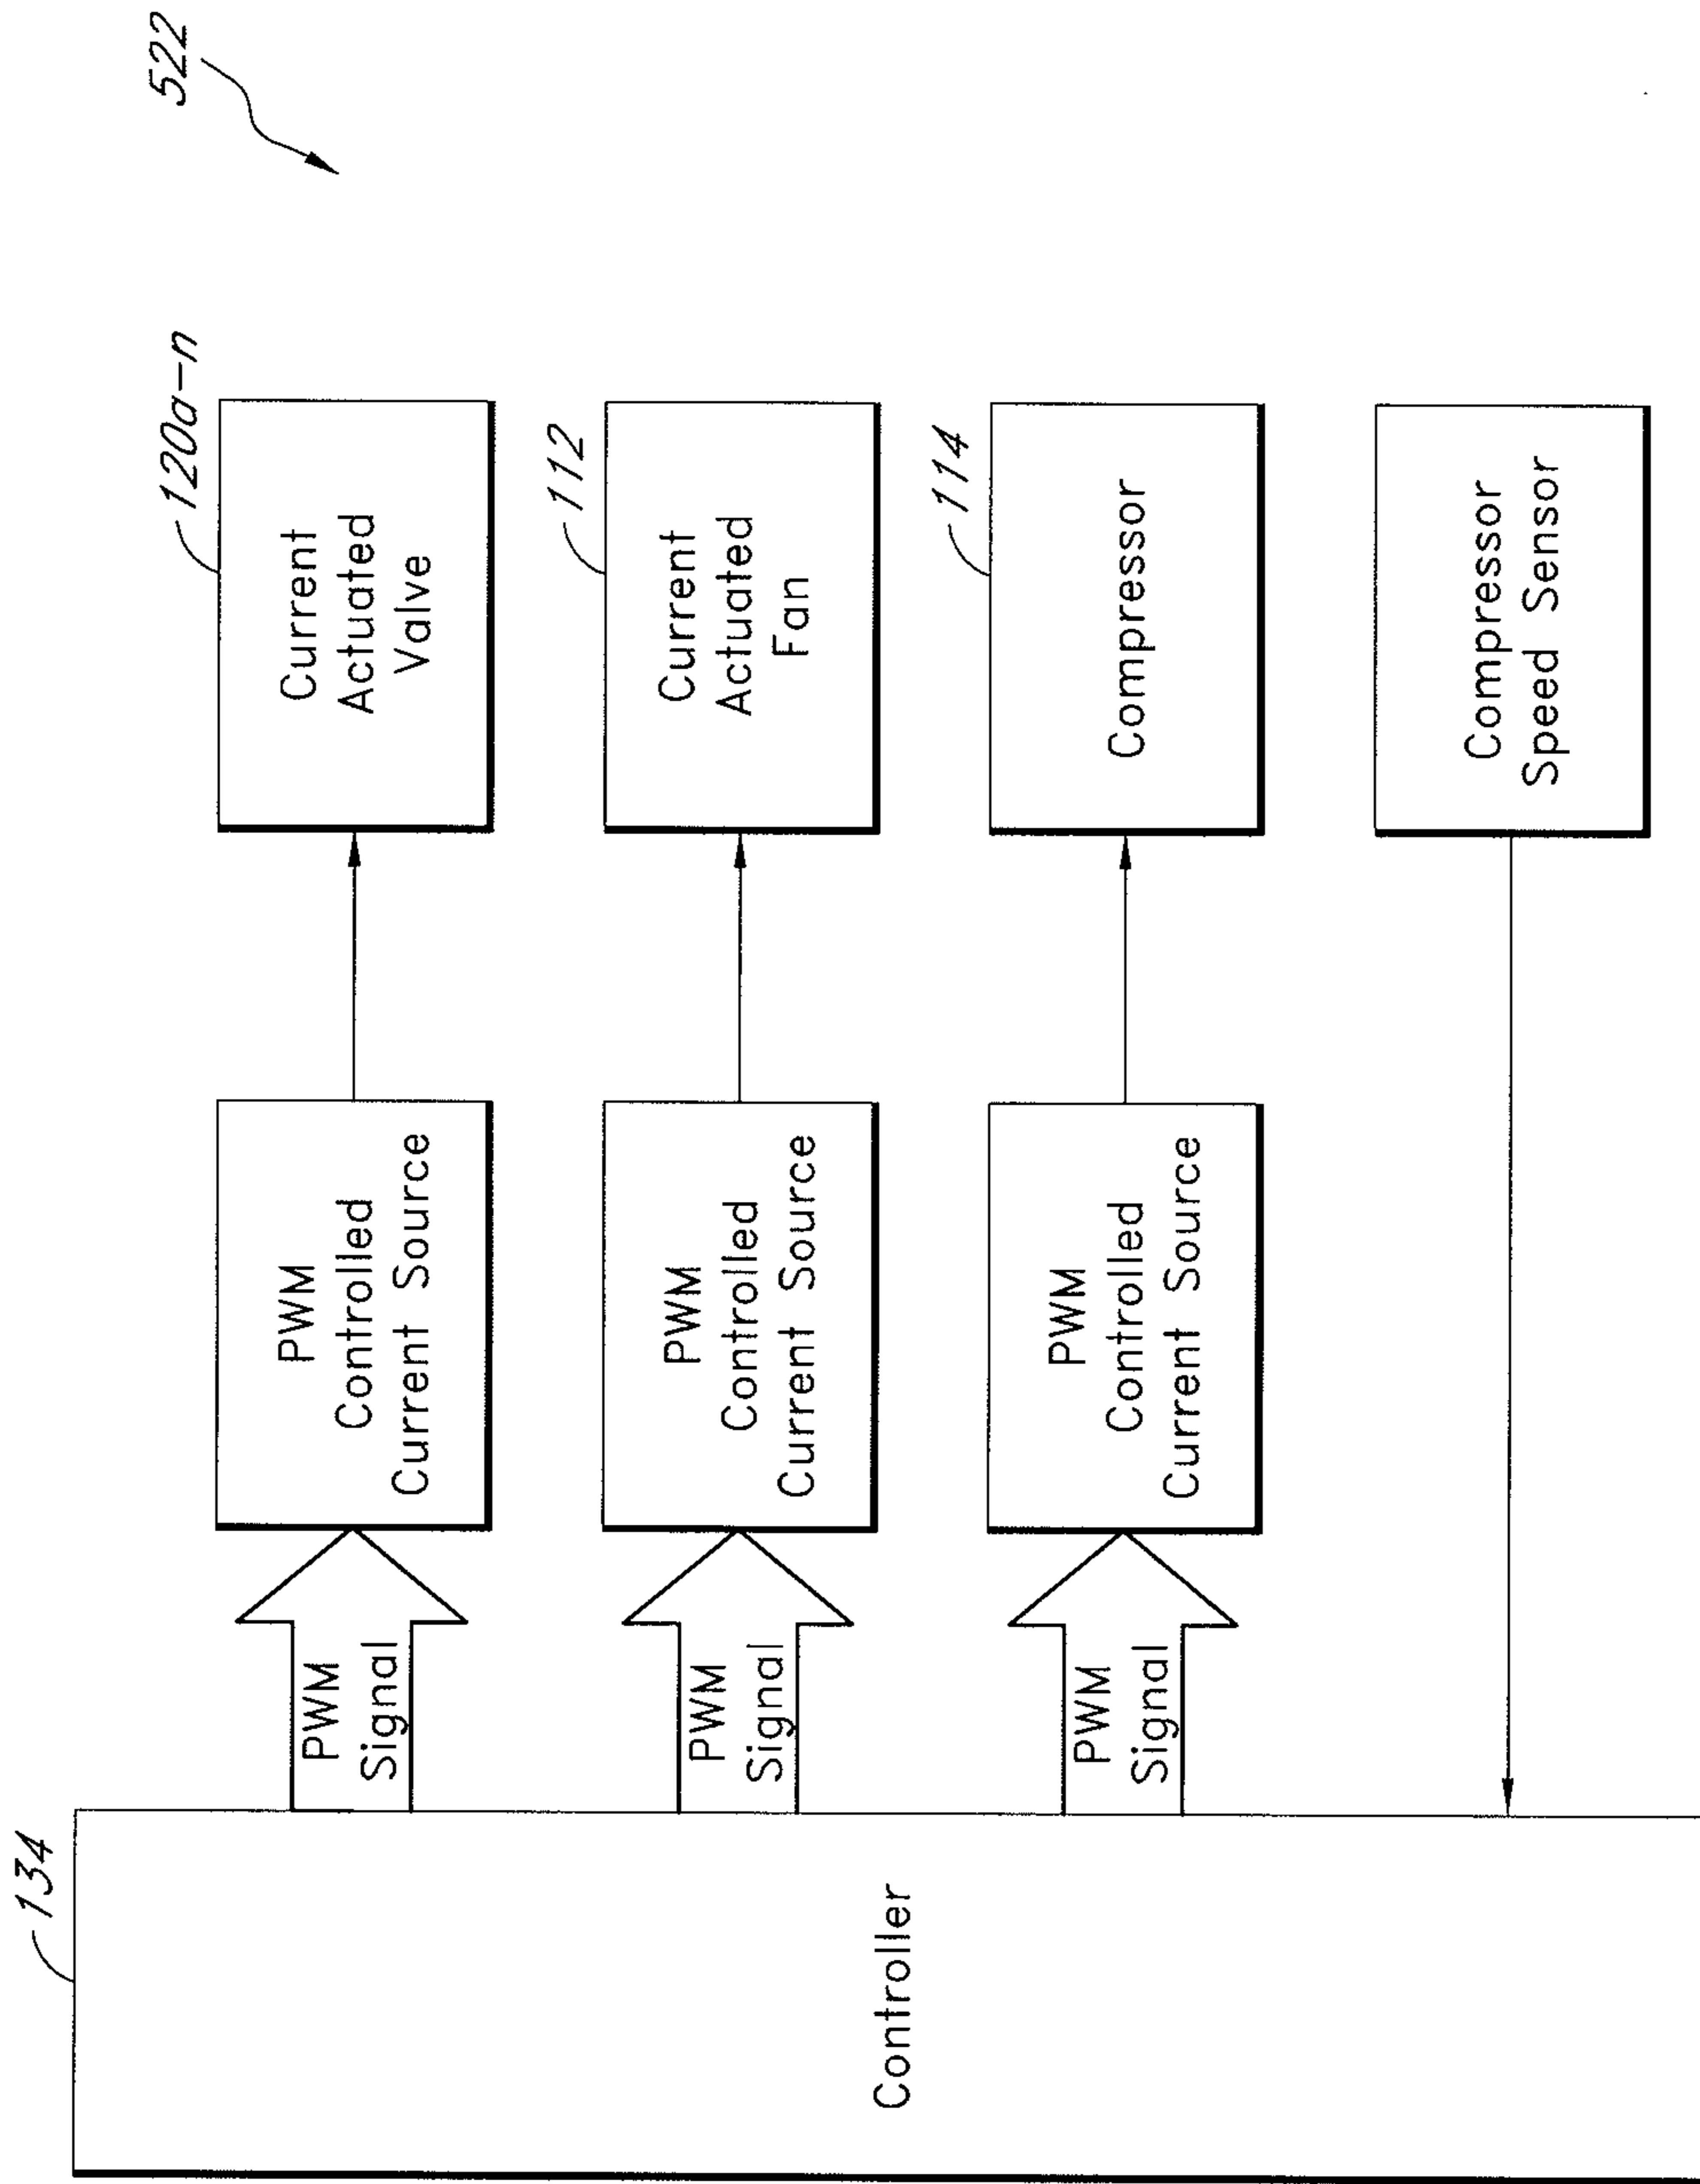 522
134
Controller
PWM
Signal
PWM
Controlled
Current Source
120a-n
Current
Actuated
Valve
PWM
Signal
PWM
Controlled
Current Source
112
Current
Actuated
Fan
PWM
Signal
PWM
Controlled
Current Source
114
Compressor
Compressor
Speed Sensor